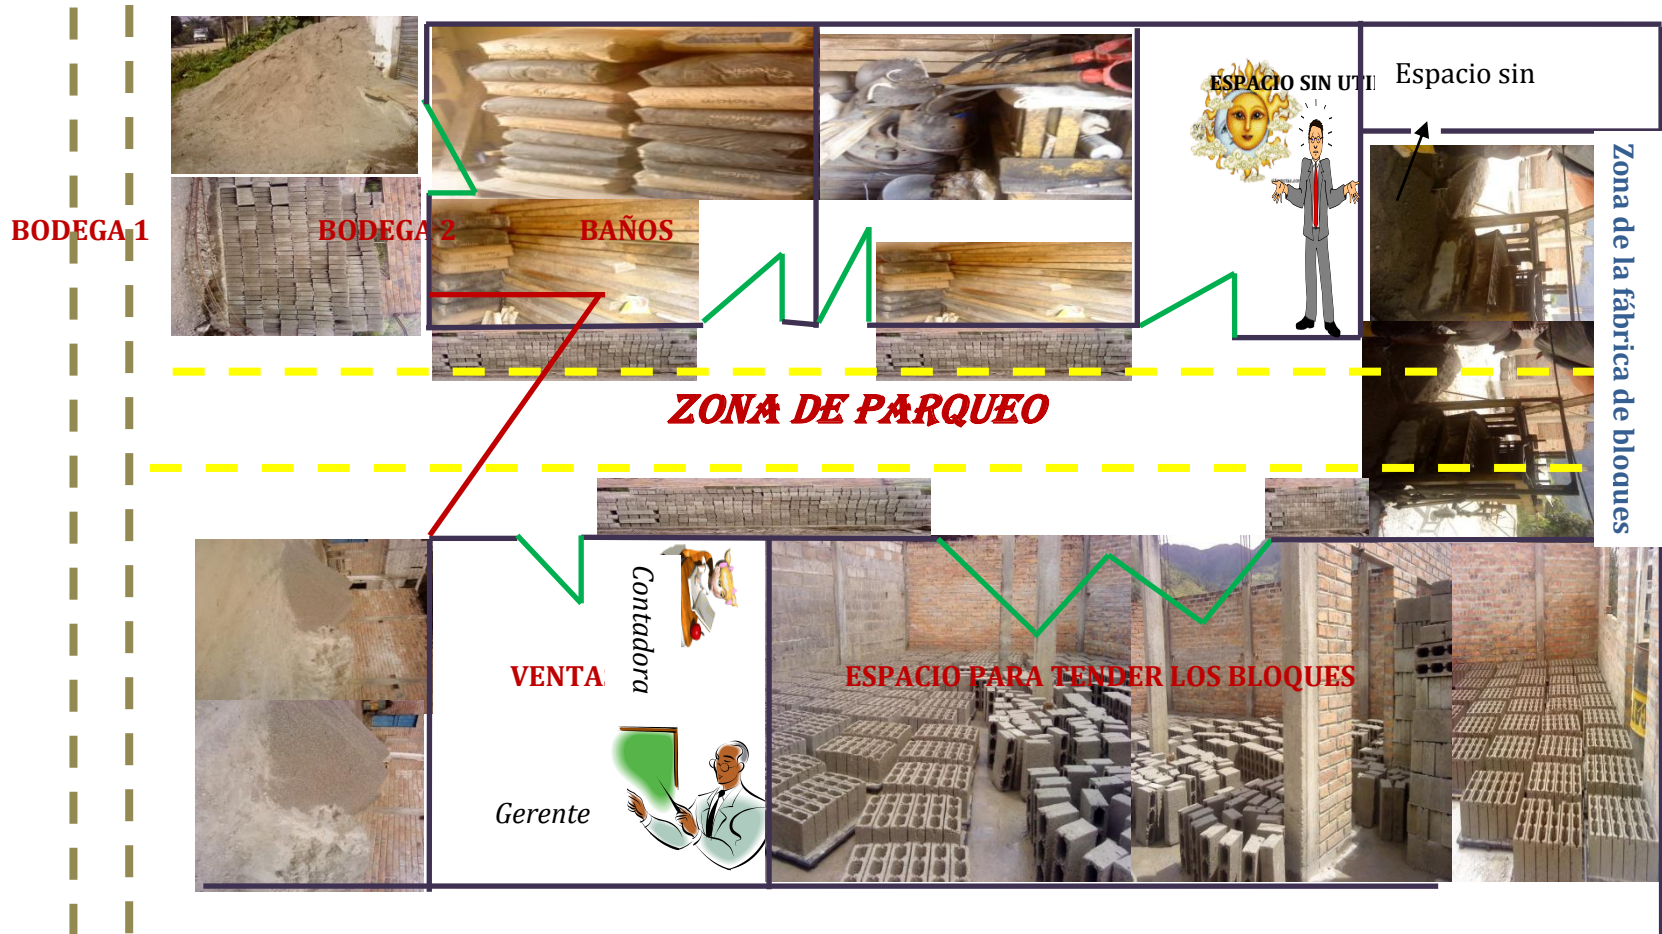 ESPACIO SIN UTI
Espacio sin
BODEGA 1
BODEGA 2
BAÑOS
Zona de la fábrica de bloques
ZONA DE PARQUEO
Contadora
VENTAS
ESPACIO PARA TENDER LOS BLOQUES
Gerente